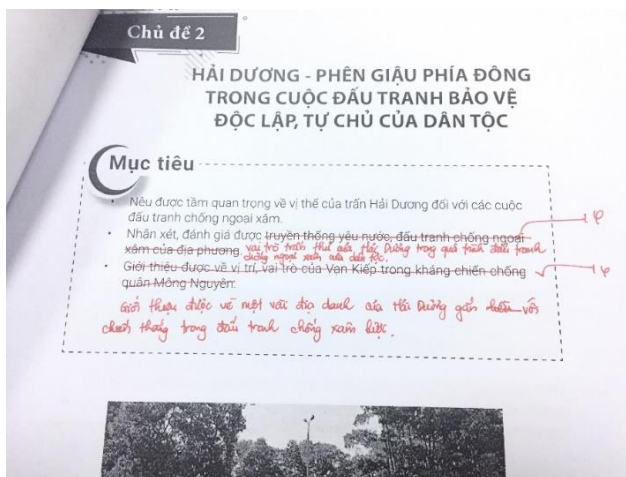 Chủ đề 2
HẢI DƯƠNG - PHÊN GIẬU PHÍA ĐÔNG
TRONG CUỘC ĐẤU TRANH BẢO VỆ
ĐỘC LẬP, TỰ CHỦ CỦA DÂN TỘC
Mục tiêu
• Nêu được tầm quan trọng về vị thế của trấn Hải Dương đối với các cuộc
đấu tranh chống ngoại xâm.
• Nhận xét, đánh giá được truyền thống yêu nước, đấu tranh chống ngoại
xâm của địa phương. vai trò trấn thủ của Hải Dương trong quá trình đấu tranh
chống ngoại xâm của dân tộc.
• Giới thiệu được về vị trí, vai trò của Vạn Kiếp trong kháng chiến chống
quân Mông Nguyên.
Giới thiệu được về một vài địa danh của Hải Dương gắn liền với
chiến thắng trong đấu tranh chống xâm lược.